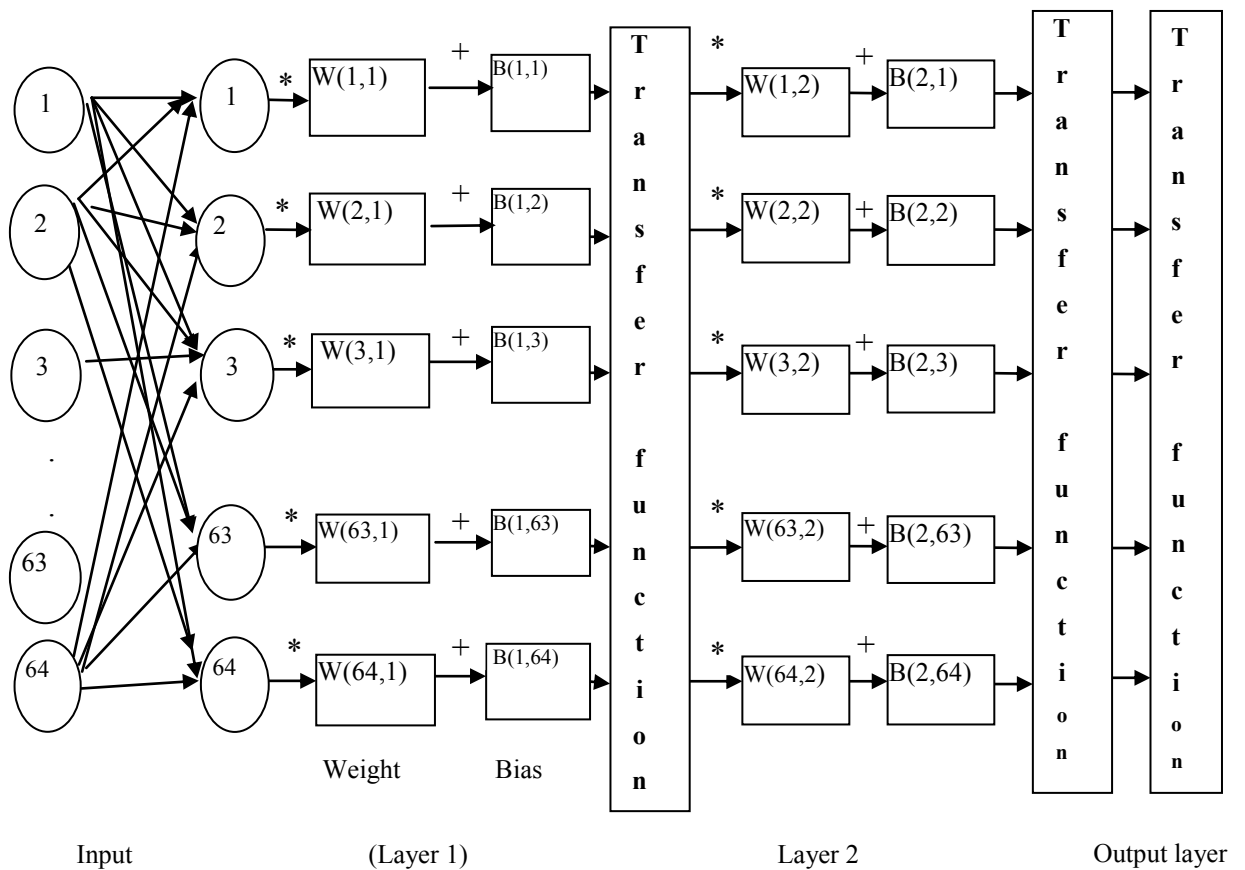 1 1 * W(1,1) + B(1,1) * W(1,2) + B(2,1)
2 2 * W(2,1) + B(1,2) * W(2,2) + B(2,2)
3 3 * W(3,1) + B(1,3) * W(3,2) + B(2,3)
.
.
63 63 * W(63,1) + B(1,63) * W(63,2) + B(2,63)
64 64 * W(64,1) + B(1,64) * W(64,2) + B(2,64)
Transfer function
Transfer function
Transfer function
Weight Bias
Input (Layer 1) Layer 2 Output layer